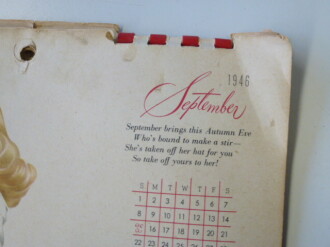 1946
September
September brings this Autumn Eve
Who's bound to make a stir—
She's taken off her hat for you
So take off yours to her!
S M T W T F S
1 2 3 4 5 6 7
8 9 10 11 12 13 14
15 16 17 18 19 20 21
22 23 24 25 26 27 28